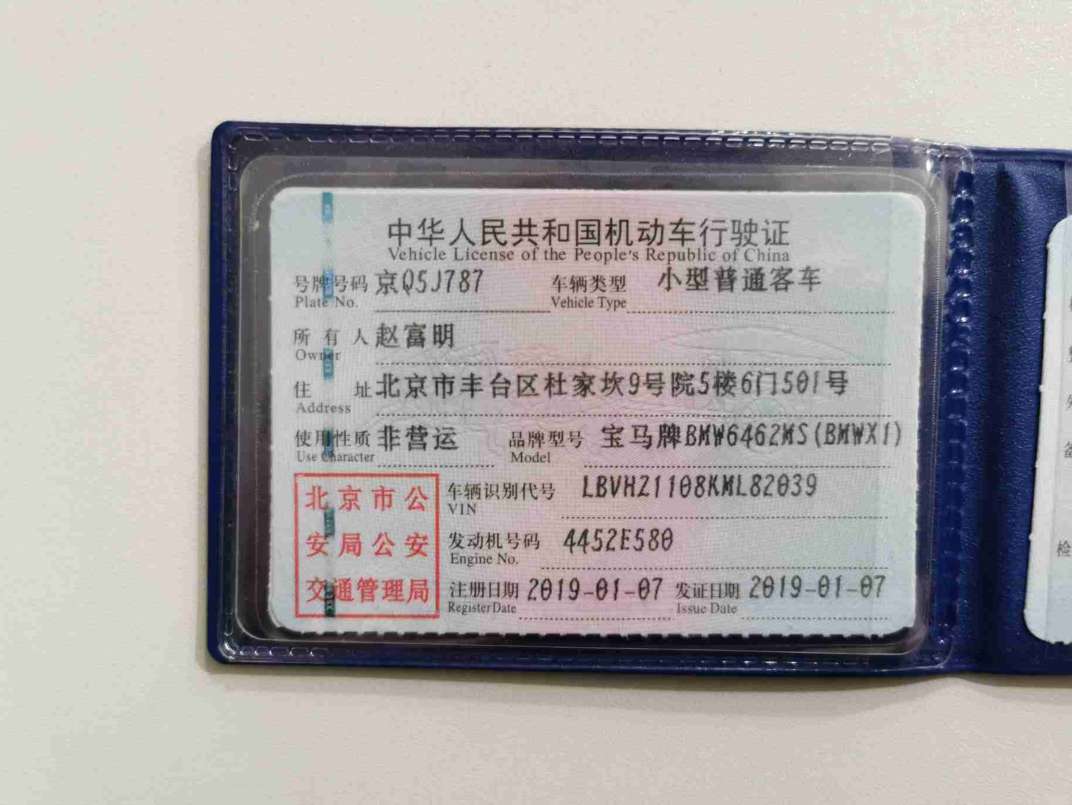 中华人民共和国机动车行驶证
Vehicle License of the People's Republic of China
号牌号码 京Q5J787 车辆类型 小型普通客车
Plate No. Vehicle Type
所有人 赵富明
Owner
住址 北京市丰台区杜家坎9号院5楼6门501号
Address
使用性质 非营运 品牌型号 宝马牌BMW6462MS(BMWX1)
Use Character Model
北京市公
安局公安
交通管理局
车辆识别代号 LBVHZ1108KML82039
VIN
发动机号码 4452E580
Engine No.
注册日期 2019-01-07 发证日期 2019-01-07
Register Date Issue Date
检